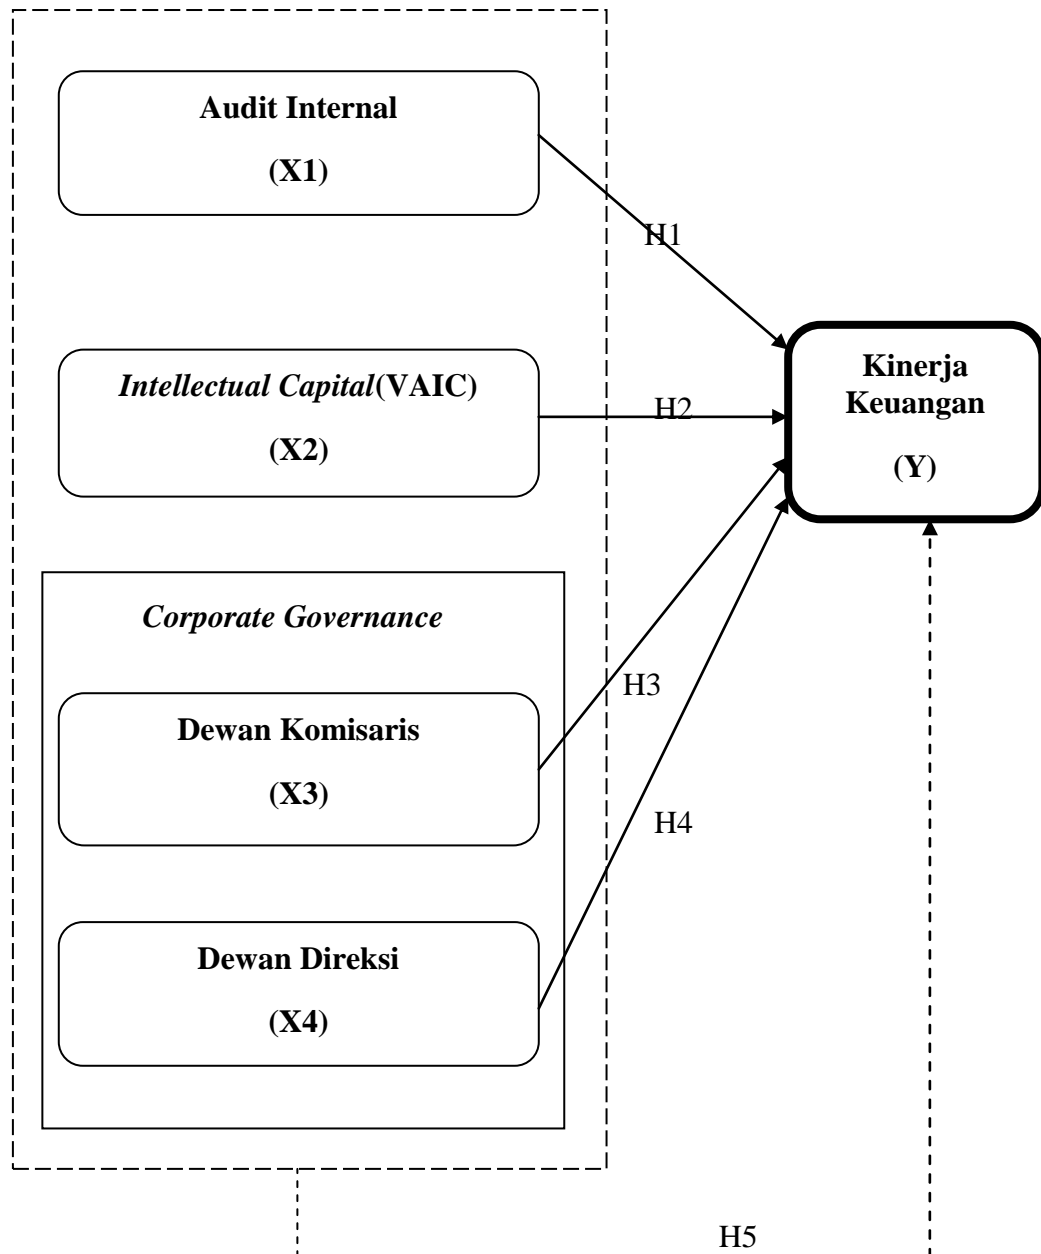 Audit Internal
(X1)
H1
Intellectual Capital(VAIC)
(X2)
H2
Kinerja
Keuangan
(Y)
Corporate Governance
Dewan Komisaris
(X3)
H3
Dewan Direksi
(X4)
H4
H5